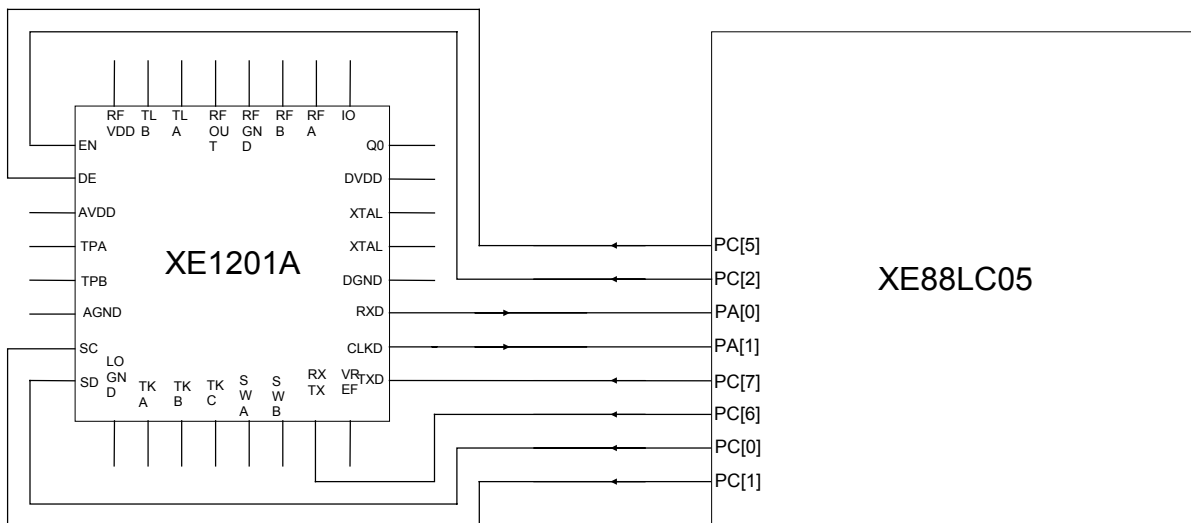 RF
VDD
TL
B
TL
A
RF
OU
T
RF
GN
D
RF
B
RF
A
IO
EN
DE
AVDD
TPA
TPB
AGND
SC
SD
Q0
DVDD
XTAL
XTAL
DGND
RXD
CLKD
TXD
XE1201A
LO
GN
D
TK
A
TK
B
TK
C
S
W
A
S
W
B
RX
TX
VR
EF
PC[5]
PC[2]
PA[0]
PA[1]
PC[7]
PC[6]
PC[0]
PC[1]
XE88LC05